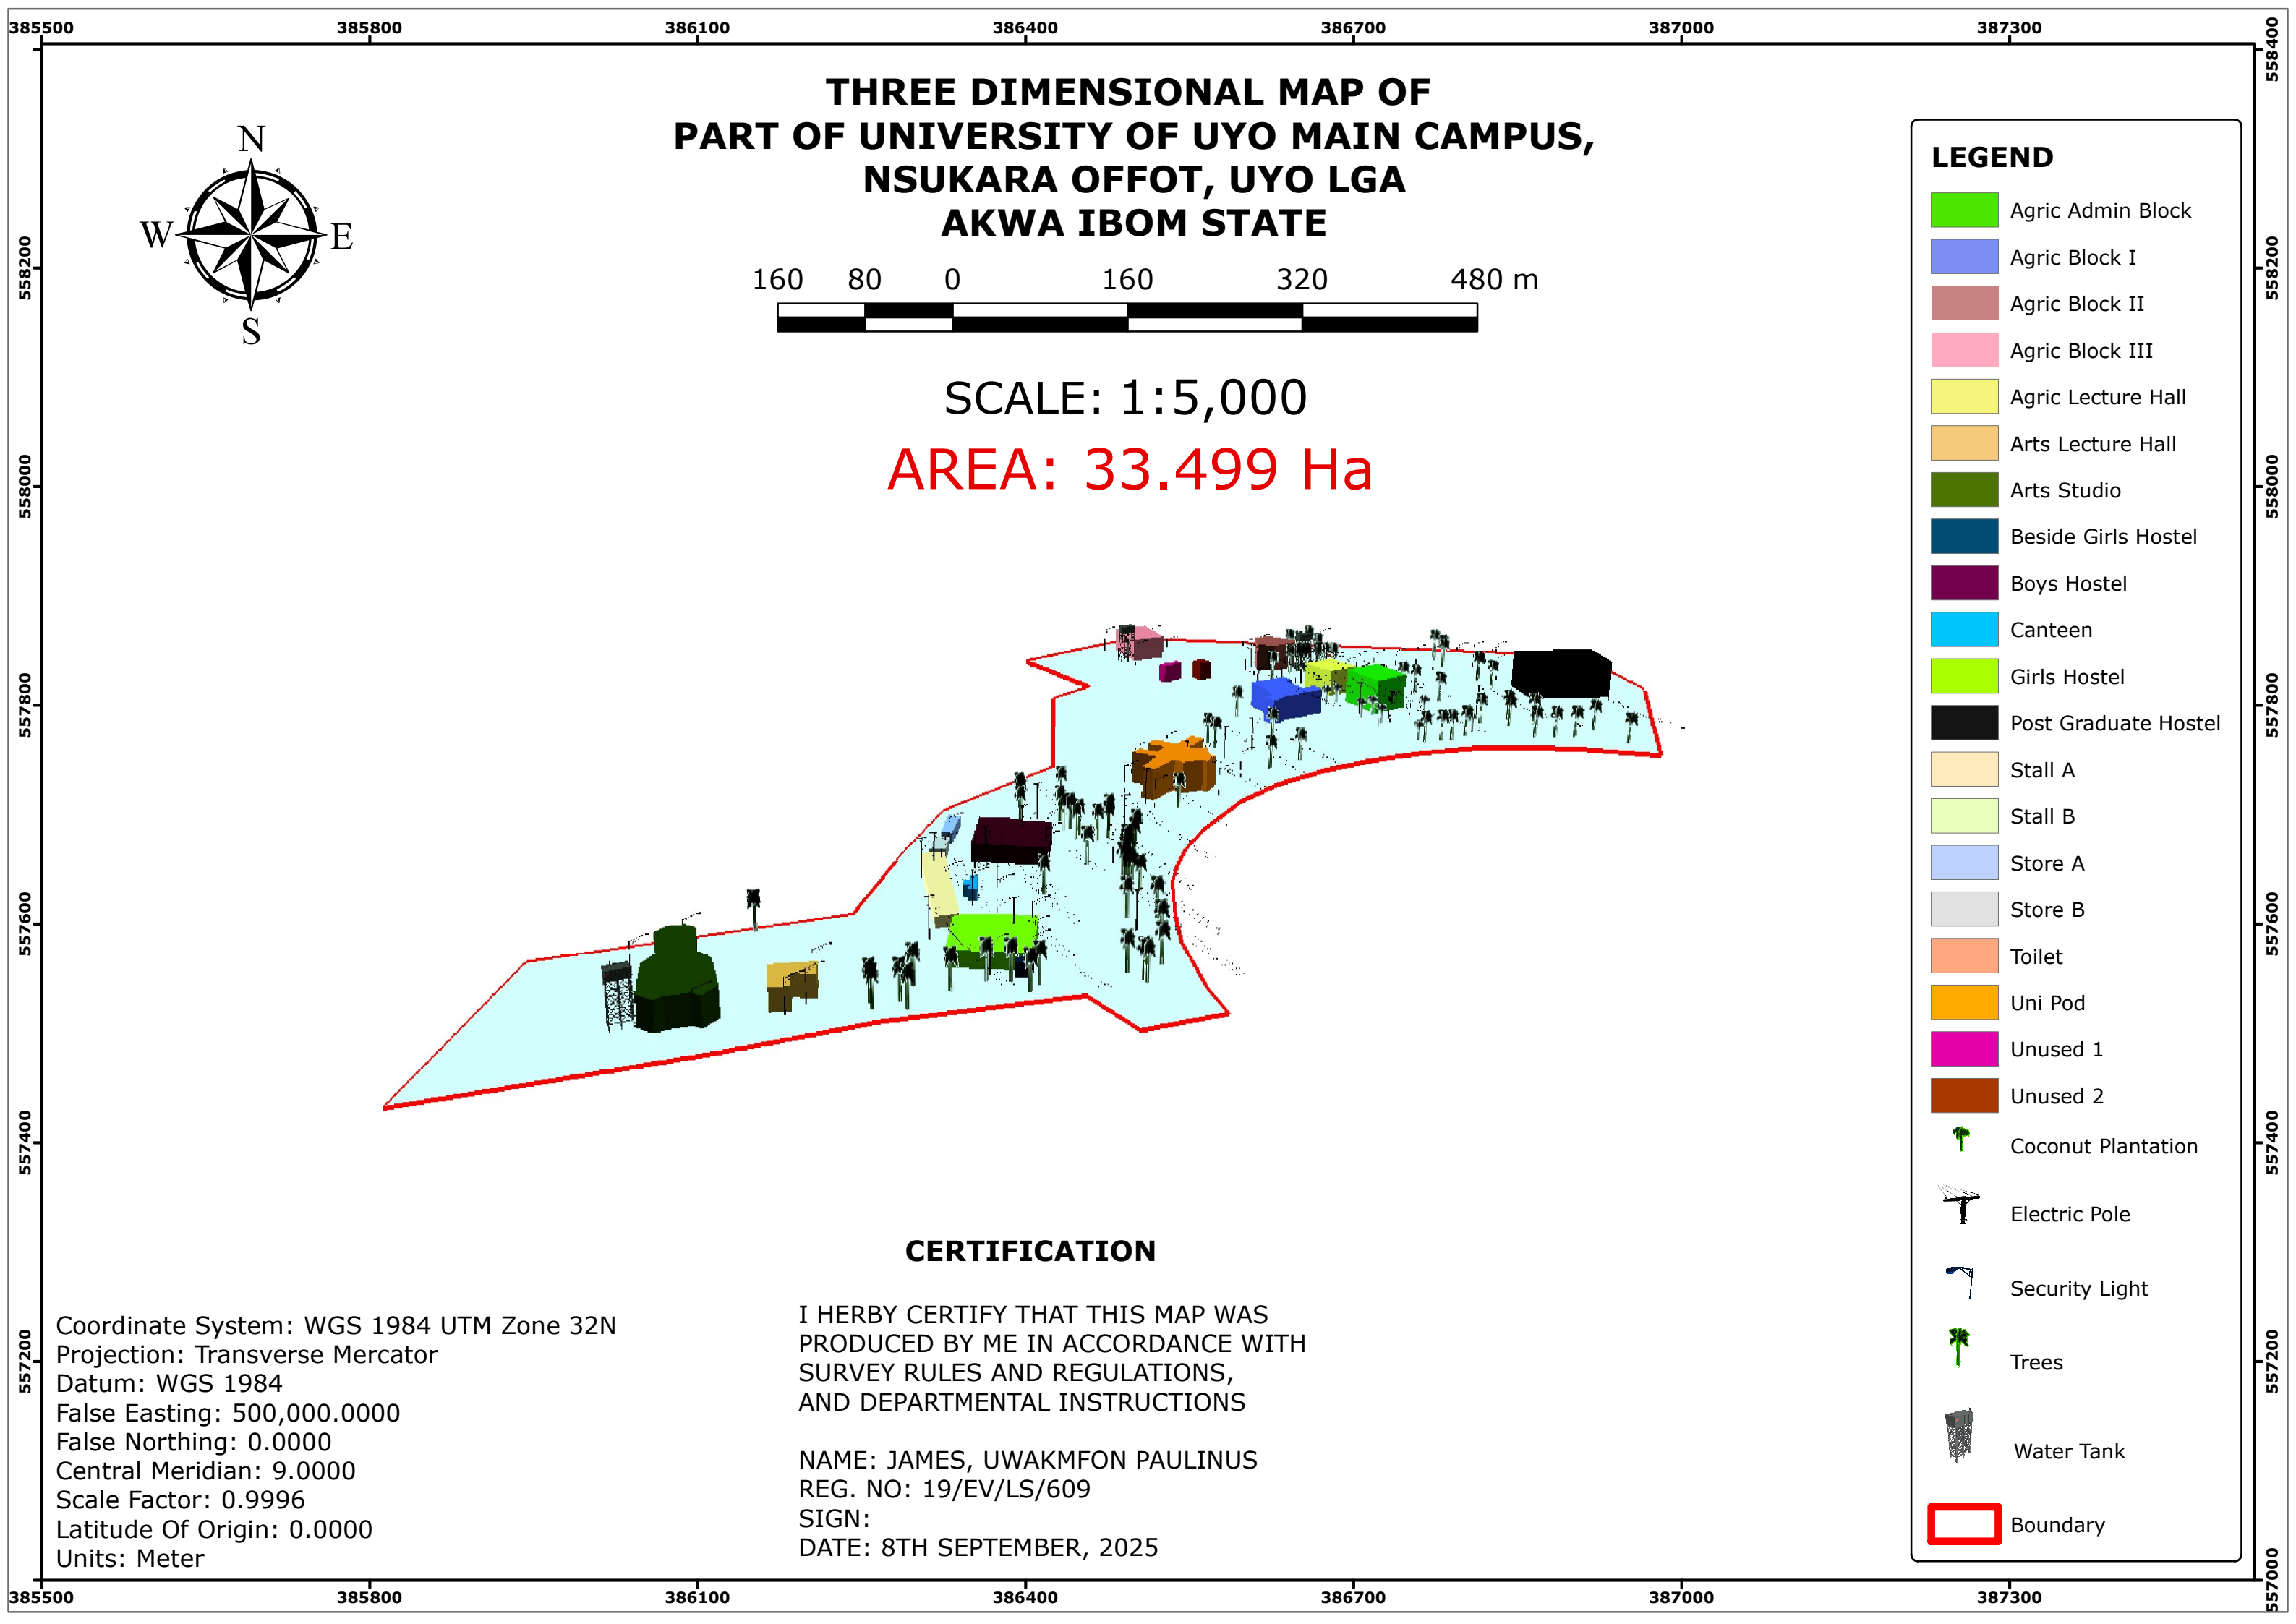 385500 385800 386100 386400 386700 387000 387300
THREE DIMENSIONAL MAP OF
PART OF UNIVERSITY OF UYO MAIN CAMPUS,
NSUKARA OFFOT, UYO LGA
AKWA IBOM STATE
N
W E
S
160 80 0 160 320 480 m
SCALE: 1:5,000
AREA: 33.499 Ha
558200
558000
557800
557600
557400
557200
558400
558200
558000
557800
557600
557400
557200
557000
LEGEND
Agric Admin Block
Agric Block I
Agric Block II
Agric Block III
Agric Lecture Hall
Arts Lecture Hall
Arts Studio
Beside Girls Hostel
Boys Hostel
Canteen
Girls Hostel
Post Graduate Hostel
Stall A
Stall B
Store A
Store B
Toilet
Uni Pod
Unused 1
Unused 2
Coconut Plantation
Electric Pole
Security Light
Trees
Water Tank
Boundary
Coordinate System: WGS 1984 UTM Zone 32N
Projection: Transverse Mercator
Datum: WGS 1984
False Easting: 500,000.0000
False Northing: 0.0000
Central Meridian: 9.0000
Scale Factor: 0.9996
Latitude Of Origin: 0.0000
Units: Meter
CERTIFICATION
I HERBY CERTIFY THAT THIS MAP WAS
PRODUCED BY ME IN ACCORDANCE WITH
SURVEY RULES AND REGULATIONS,
AND DEPARTMENTAL INSTRUCTIONS
NAME: JAMES, UWAKMFON PAULINUS
REG. NO: 19/EV/LS/609
SIGN:
DATE: 8TH SEPTEMBER, 2025
385500 385800 386100 386400 386700 387000 387300